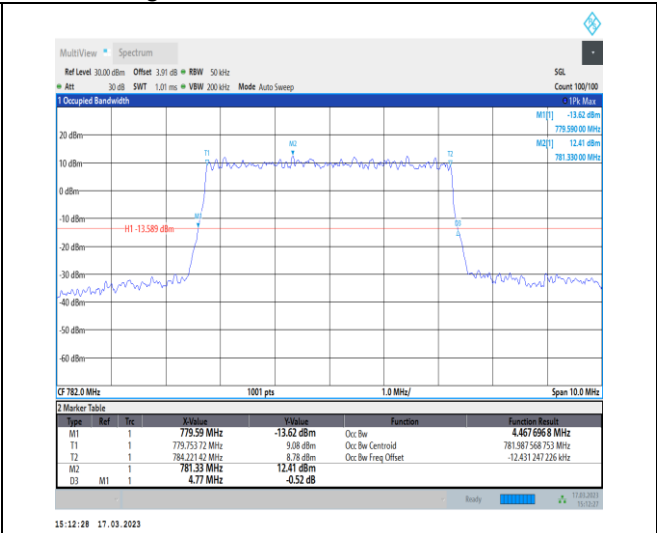 MultiView Spectrum
Ref Level 30.00 dBm Offset 3.91 dB RBW 50 kHz SGL
Att 30 dB SWT 1.01 ms VBW 200 kHz Mode Auto Sweep Count 100/100
1 Occupied Bandwidth 1Pk Max
M1[1] -13.62 dBm
779.590 00 MHz
M2[1] 12.41 dBm
781.330 00 MHz
20 dBm
T1 M2 T2
10 dBm
0 dBm
-10 dBm
M1 D3
H1 -13.589 dBm
-20 dBm
-30 dBm
-40 dBm
-50 dBm
-60 dBm
CF 782.0 MHz 1001 pts 1.0 MHz/ Span 10.0 MHz
2 Marker Table
Type Ref Trc X-Value Y-Value Function Function Result
M1 1 779.59 MHz -13.62 dBm Occ Bw 4.467 696 8 MHz
T1 1 779.753 72 MHz 9.08 dBm Occ Bw Centroid 781.987 568 753 MHz
T2 1 784.221 42 MHz 8.78 dBm Occ Bw Freq Offset -12.431 247 226 kHz
M2 1 781.33 MHz 12.41 dBm
D3 M1 1 4.77 MHz -0.52 dB
Ready 17.03.2023
15:12:27
15:12:28 17.03.2023